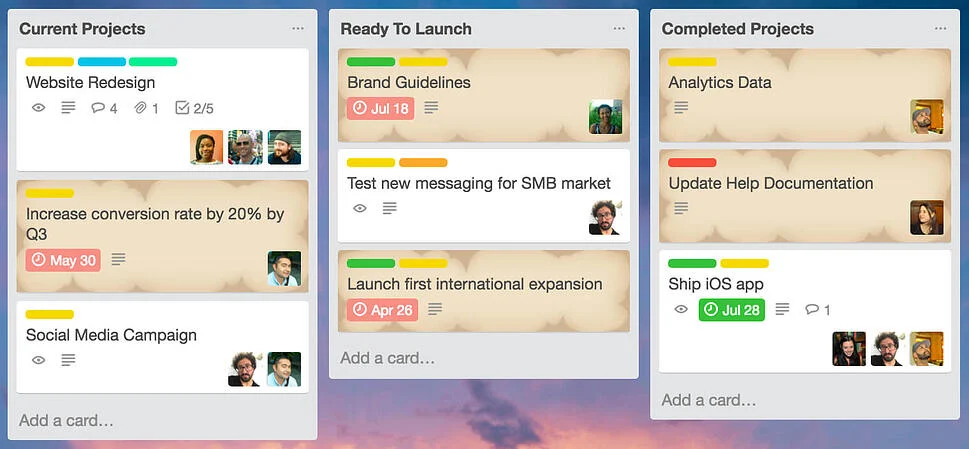 Current Projects
Website Redesign
4 1 2/5
Increase conversion rate by 20% by
Q3
May 30
Social Media Campaign
Add a card…
Ready To Launch
Brand Guidelines
Jul 18
Test new messaging for SMB market
Launch first international expansion
Apr 26
Add a card…
Completed Projects
Analytics Data
Update Help Documentation
Ship iOS app
Jul 28 1
Add a card…